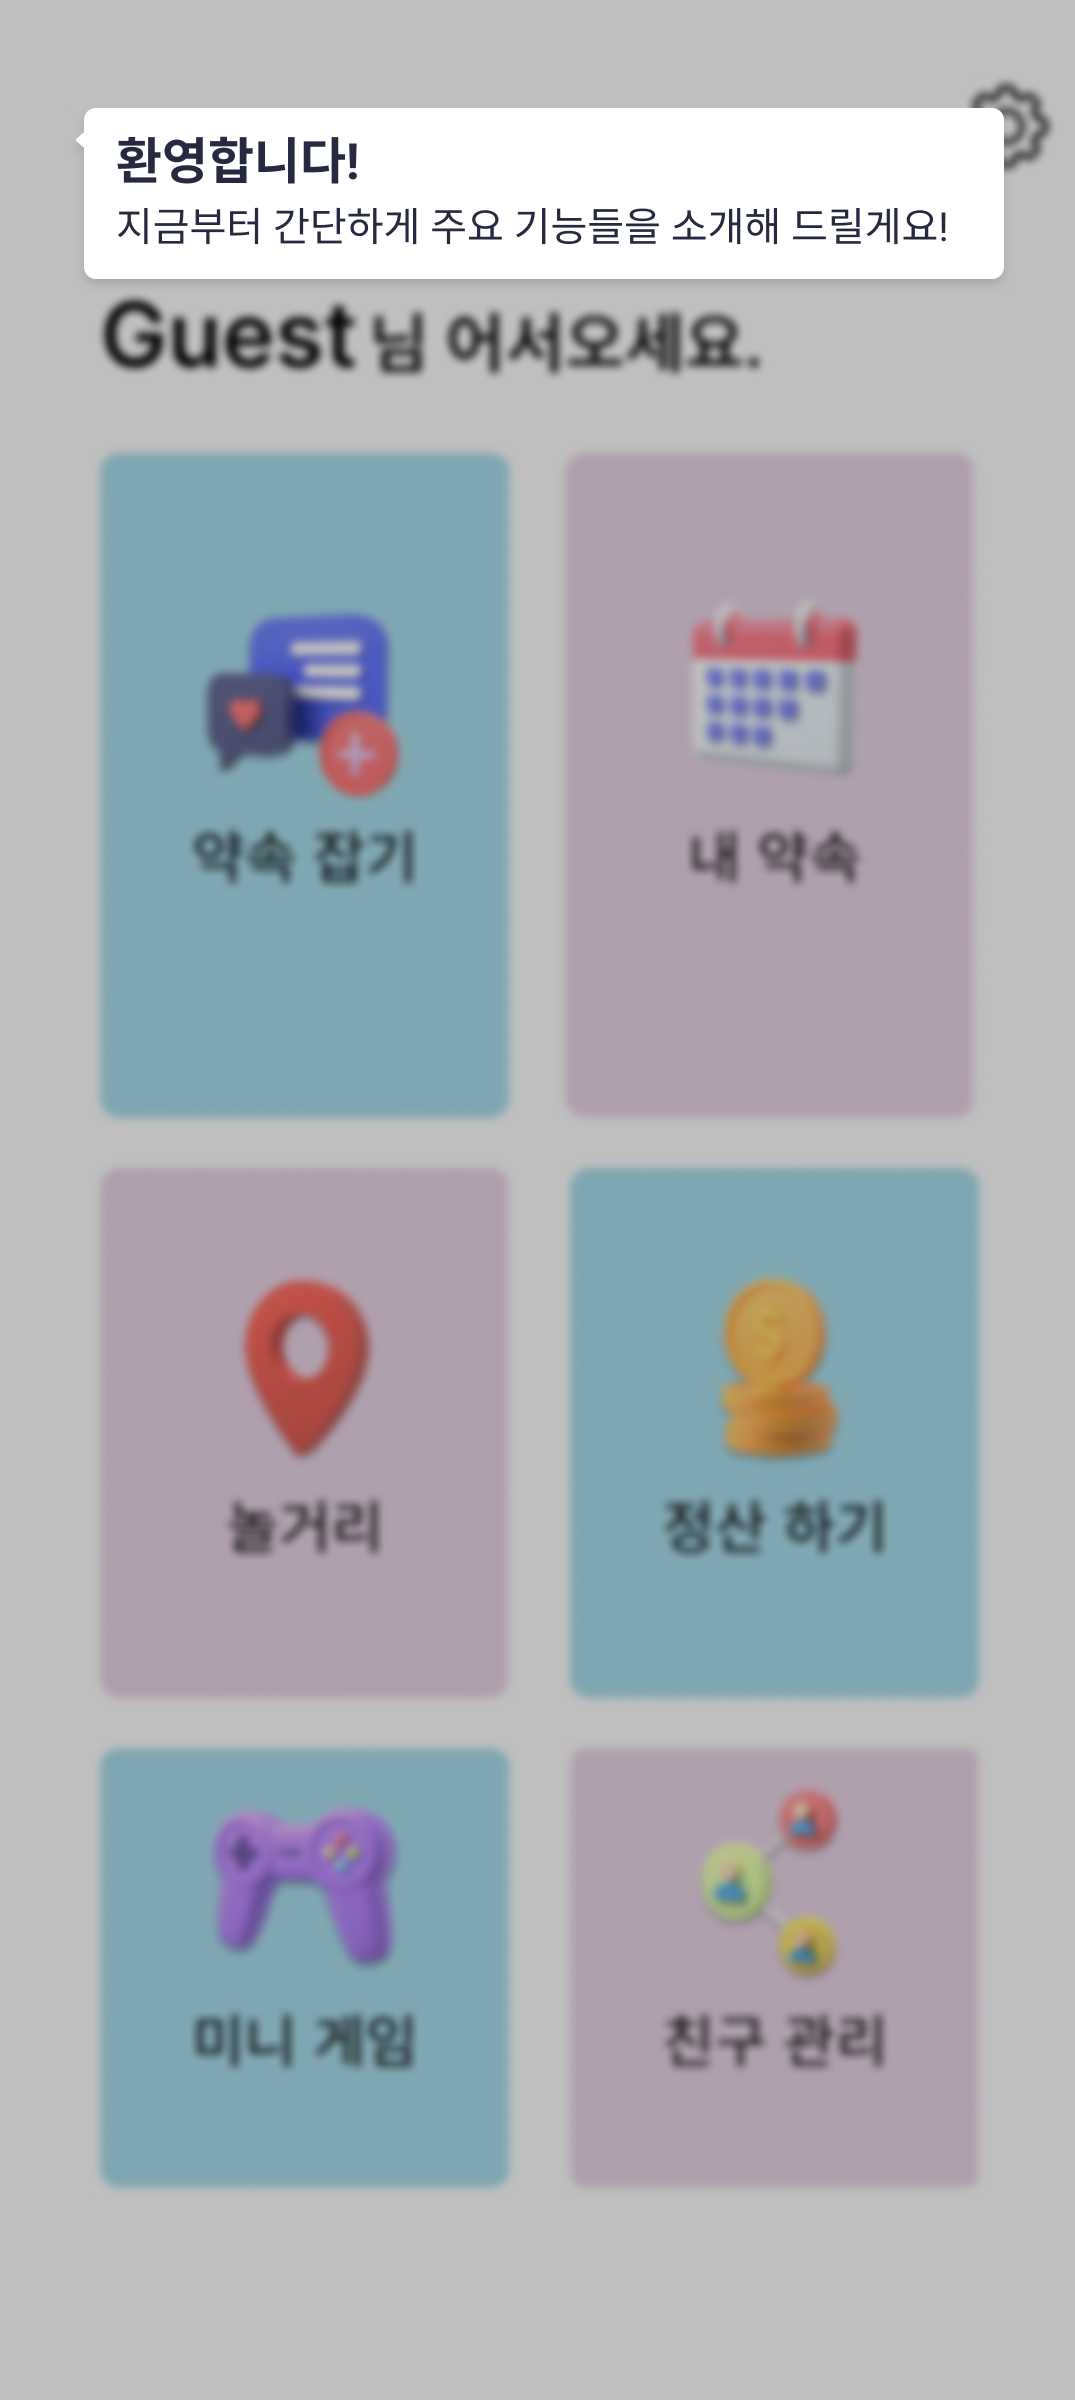 환영합니다!
지금부터 간단하게 주요 기능들을 소개해 드릴게요!
Guest 님 어서오세요.
약속 잡기
내 약속
놀거리
정산 하기
미니 게임
친구 관리